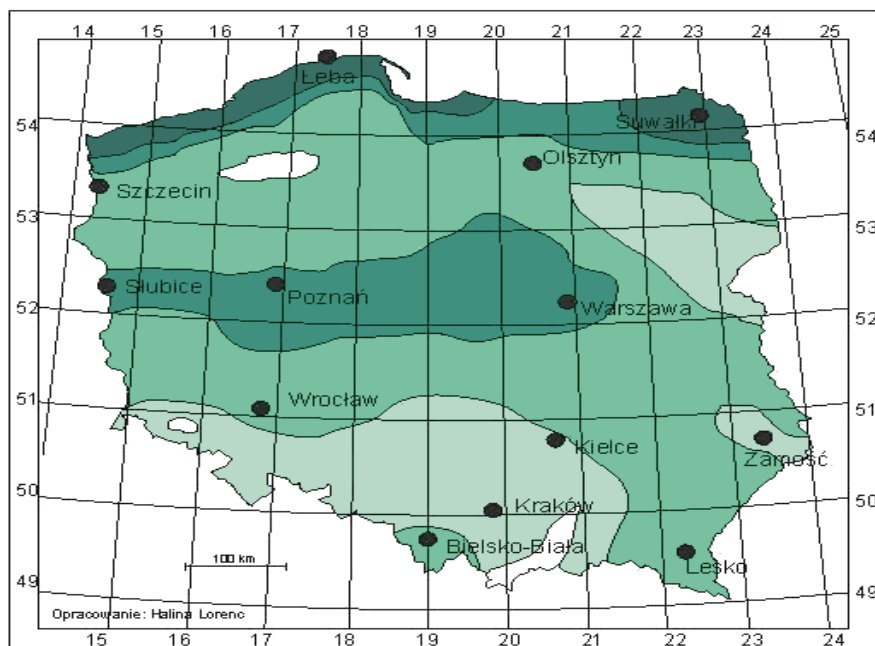 14 15 16 17 18 19 20 21 22 23 24 25
Łeba
54 Suwałki 54
Olsztyn
Szczecin
53 53
Słubice Poznań Warszawa
52 52
Wrocław
51 51
Kielce
Zamość
50 Kraków 50
Bielsko-Biała Lesko
100 km
49 49
Opracowanie: Halina Lorenc
15 16 17 18 19 20 21 22 23 24